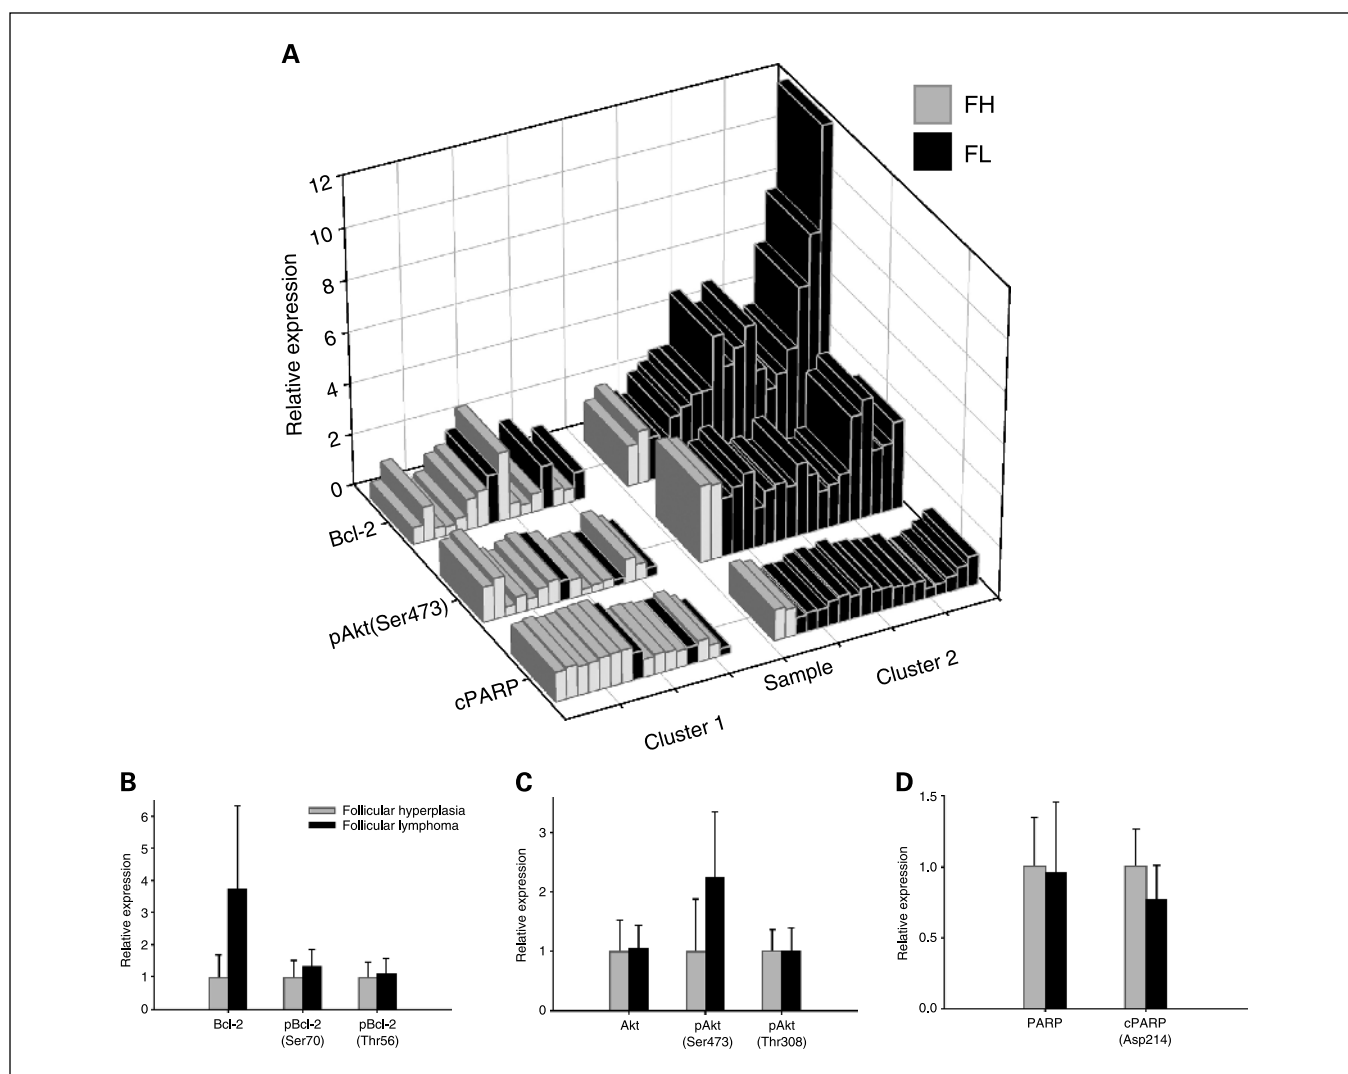 A
FH
FL
12
10
8
6
4
2
0
Relative expression
Bcl-2
pAkt(Ser473)
cPARP
Cluster 1
Sample
Cluster 2
B
Follicular hyperplasia
Follicular lymphoma
Relative expression
6
5
4
3
2
1
0
Bcl-2
pBcl-2
(Ser70)
pBcl-2
(Thr56)
C
Relative expression
3
2
1
0
Akt
pAkt
(Ser473)
pAkt
(Thr308)
D
Relative expression
1.5
1.0
0.5
0.0
PARP
cPARP
(Asp214)